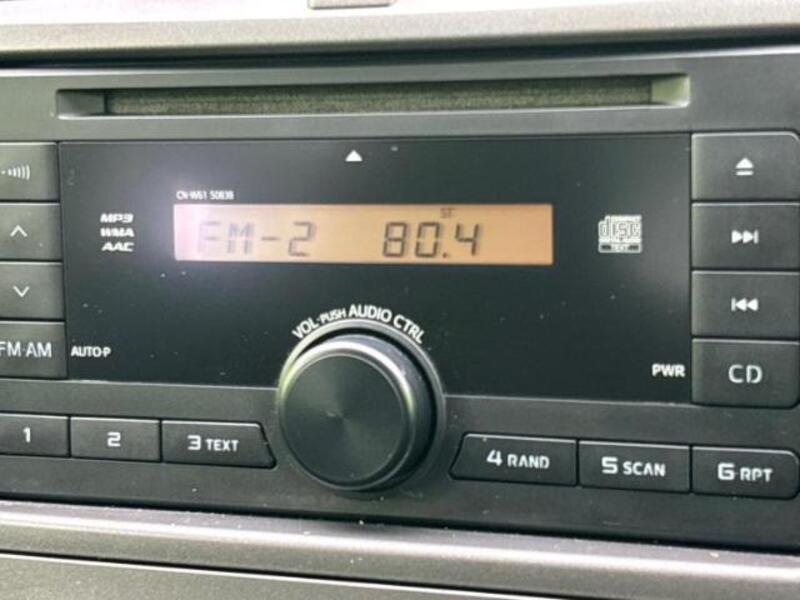 CN-W61 50838
MP3
WMA
AAC
ST
FM-2 80.4
COMPACT
disc
DIGITAL AUDIO
TEXT
VOL·PUSH AUDIO CTRL
FM·AM
AUTO·P
PWR
CD
1
2
3 TEXT
4 RAND
5 SCAN
6·RPT